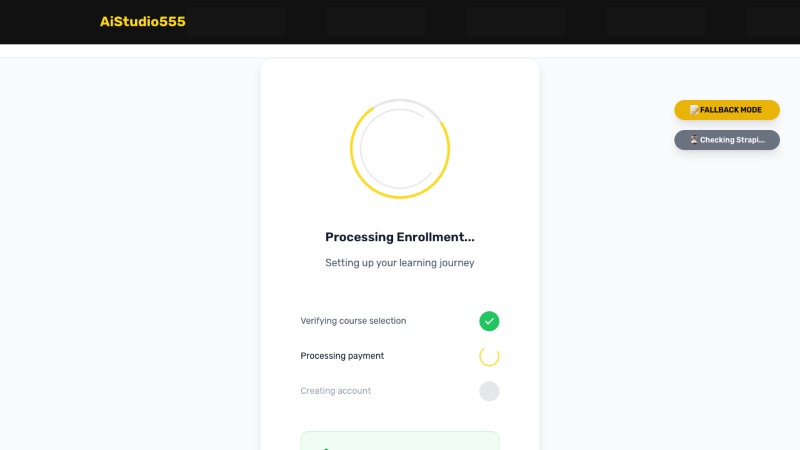 AiStudio555
📝FALLBACK MODE
⏳Checking Strapi...
Processing Enrollment...
Setting up your learning journey
Verifying course selection
Processing payment
Creating account